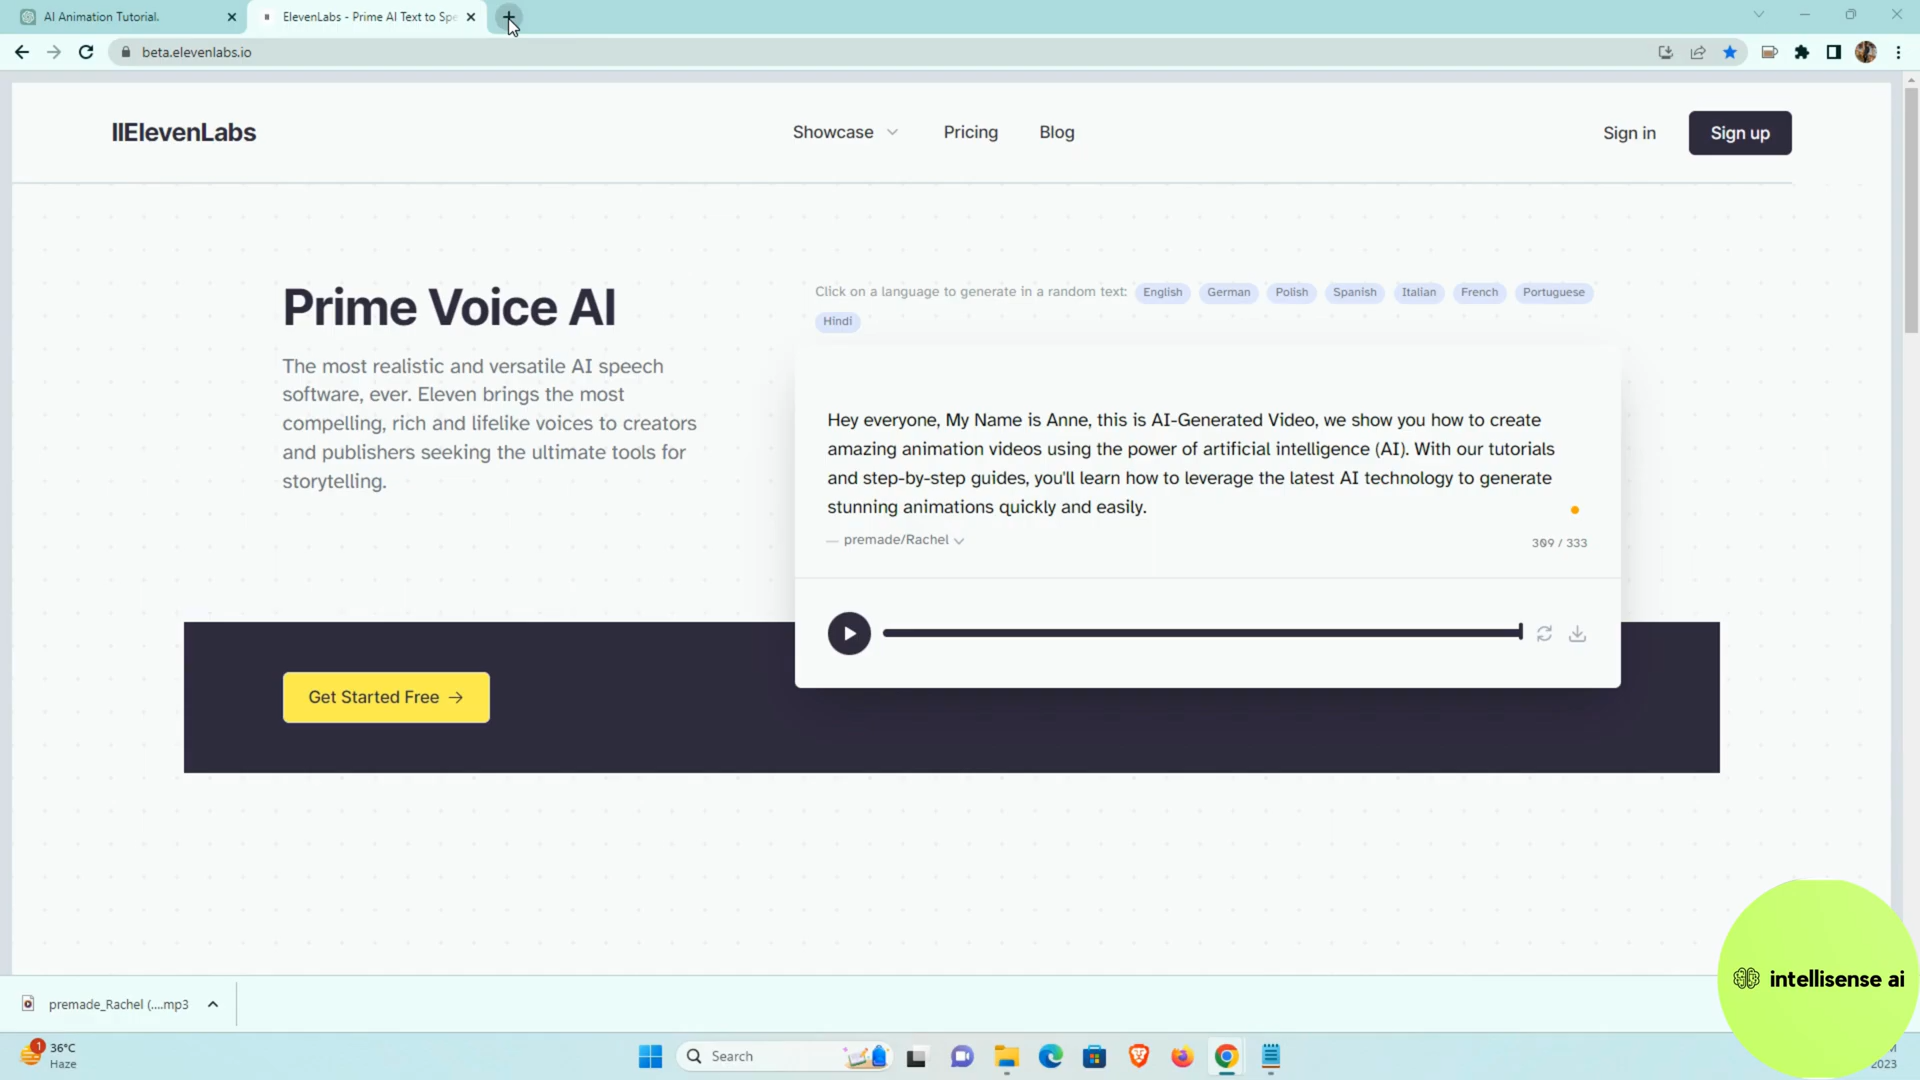 AI Animation Tutorial.
ElevenLabs - Prime AI Text to Spe
beta.elevenlabs.io
IIElevenLabs
Showcase
Pricing
Blog
Sign in
Sign up
Prime Voice AI
The most realistic and versatile AI speech
software, ever. Eleven brings the most
compelling, rich and lifelike voices to creators
and publishers seeking the ultimate tools for
storytelling.
Get Started Free →
Click on a language to generate in a random text: English German Polish Spanish Italian French Portuguese
Hindi
Hey everyone, My Name is Anne, this is AI-Generated Video, we show you how to create
amazing animation videos using the power of artificial intelligence (AI). With our tutorials
and step-by-step guides, you'll learn how to leverage the latest AI technology to generate
stunning animations quickly and easily.
— premade/Rachel
309 / 333
intellisense ai
premade_Rachel (....mp3
1
36°C
Haze
Search
2023